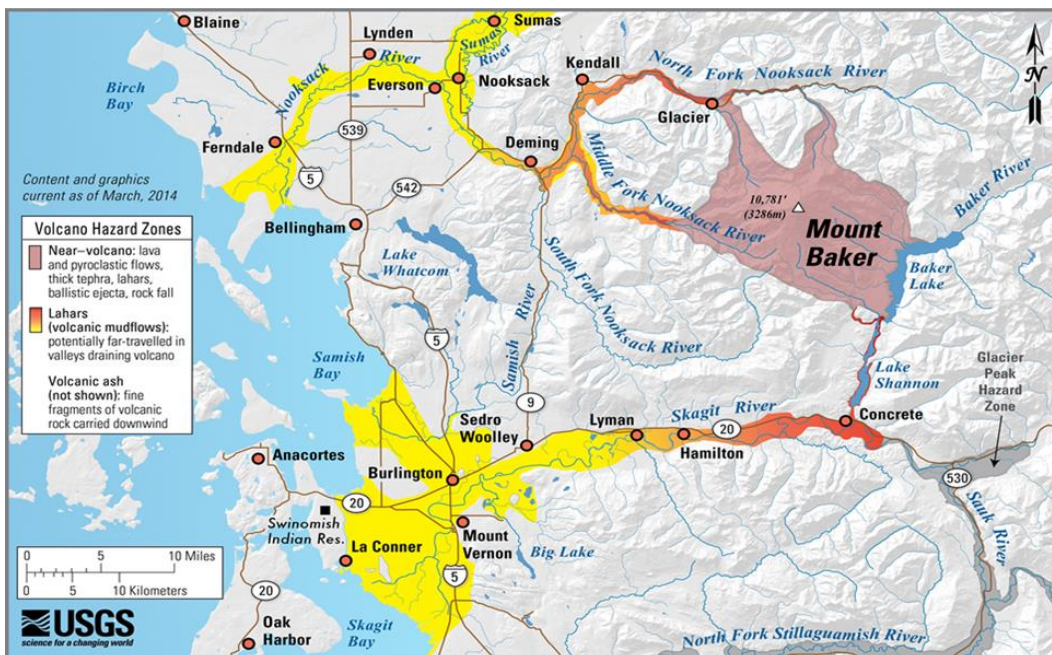 Blaine
Sumas
Lynden
Sumas
River
River
Nooksack
Everson
Nooksack
Kendall
North Fork Nooksack River
Birch
Bay
Glacier
539
Ferndale
Deming
Middle Fork Nooksack River
5
542
Content and graphics
current as of March, 2014
10,781'
(3286m)
Mount
Baker
Baker River
Bellingham
Lake
Whatcom
South Fork Nooksack River
Baker
Lake
Volcano Hazard Zones
Near–volcano: lava
and pyroclastic flows,
thick tephra, lahars,
ballistic ejecta, rock fall
Lahars
(volcanic mudflows):
potentially far-travelled in
valleys draining volcano
Volcanic ash
(not shown): fine
fragments of volcanic
rock carried downwind
5
Samish River
Samish
Bay
Lake
Shannon
Glacier
Peak
Hazard
Zone
9
Sedro
Woolley
Lyman
Skagit River
20
Concrete
Hamilton
Anacortes
Burlington
20
530
Sauk River
Swinomish
Indian Res.
La Conner
Mount
Vernon
Big Lake
5
0 5 10 Miles
0 5 10 Kilometers
20
Oak
Harbor
Skagit
Bay
North Fork Stillaguamish River
USGS
science for a changing world
N